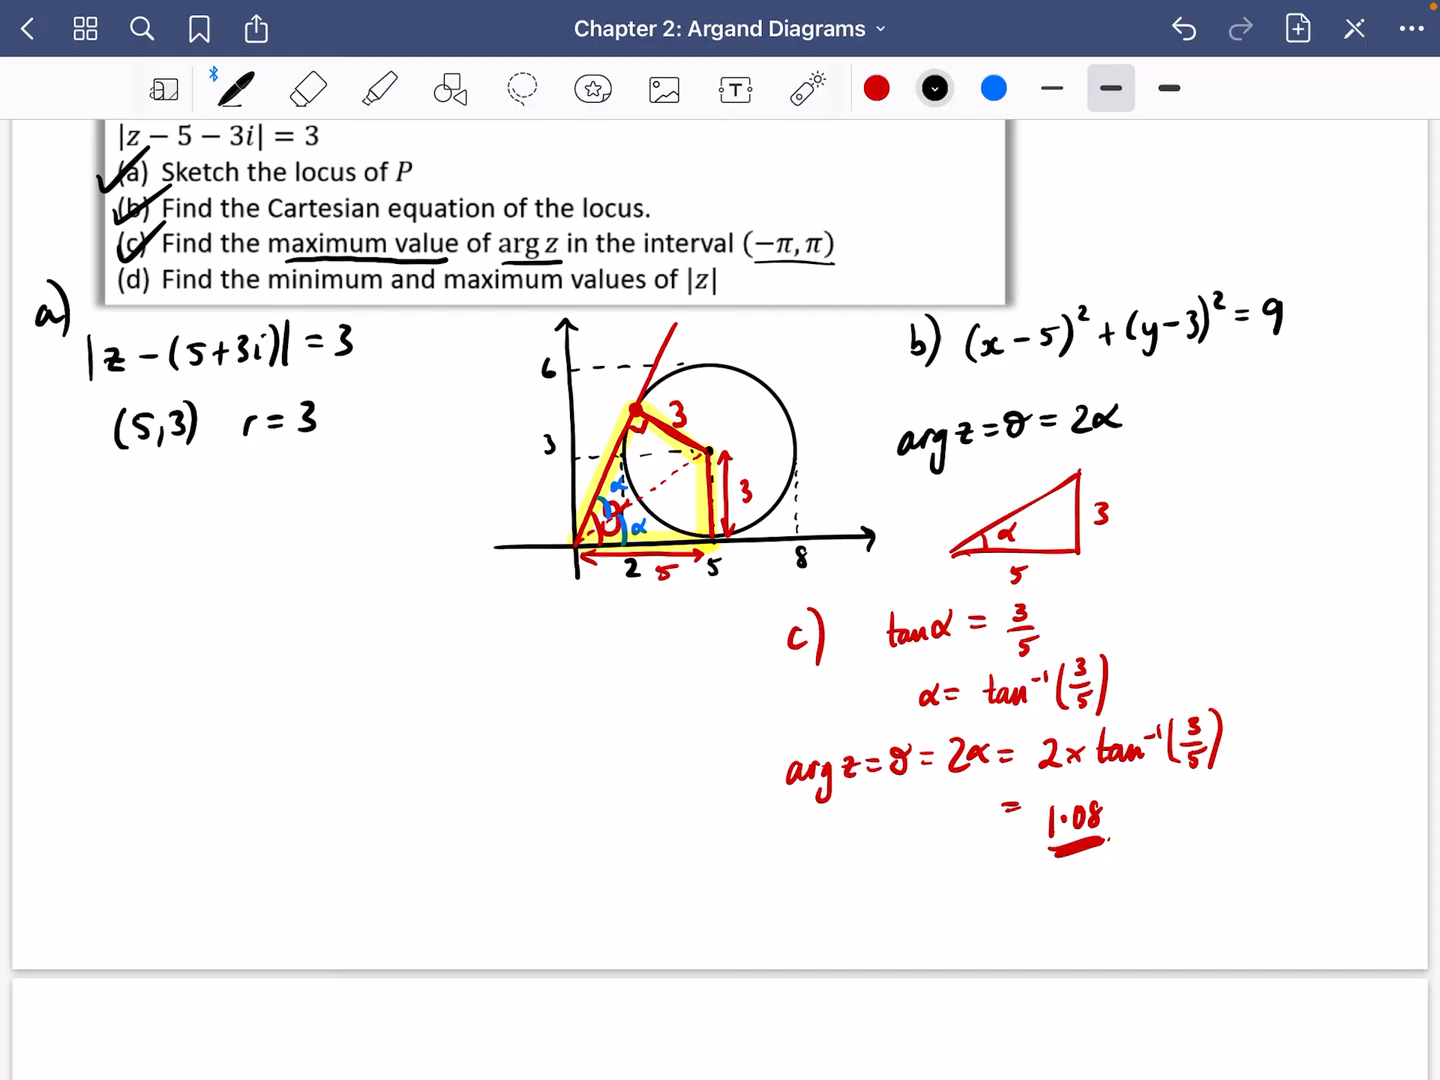 Chapter 2: Argand Diagrams
|z − 5 − 3i| = 3
(a) Sketch the locus of P
(b) Find the Cartesian equation of the locus.
(c) Find the maximum value of arg z in the interval (−π, π)
(d) Find the minimum and maximum values of |z|
a)
|z − (5+3i)| = 3
(5,3) r = 3
6
3
3
3
α
θ
α
2
5
5
8
b) (x − 5)² + (y − 3)² = 9
arg z = θ = 2α
α
3
5
c) tan α = 3/5
α = tan⁻¹(3/5)
arg z = θ = 2α = 2 × tan⁻¹(3/5)
= 1·08